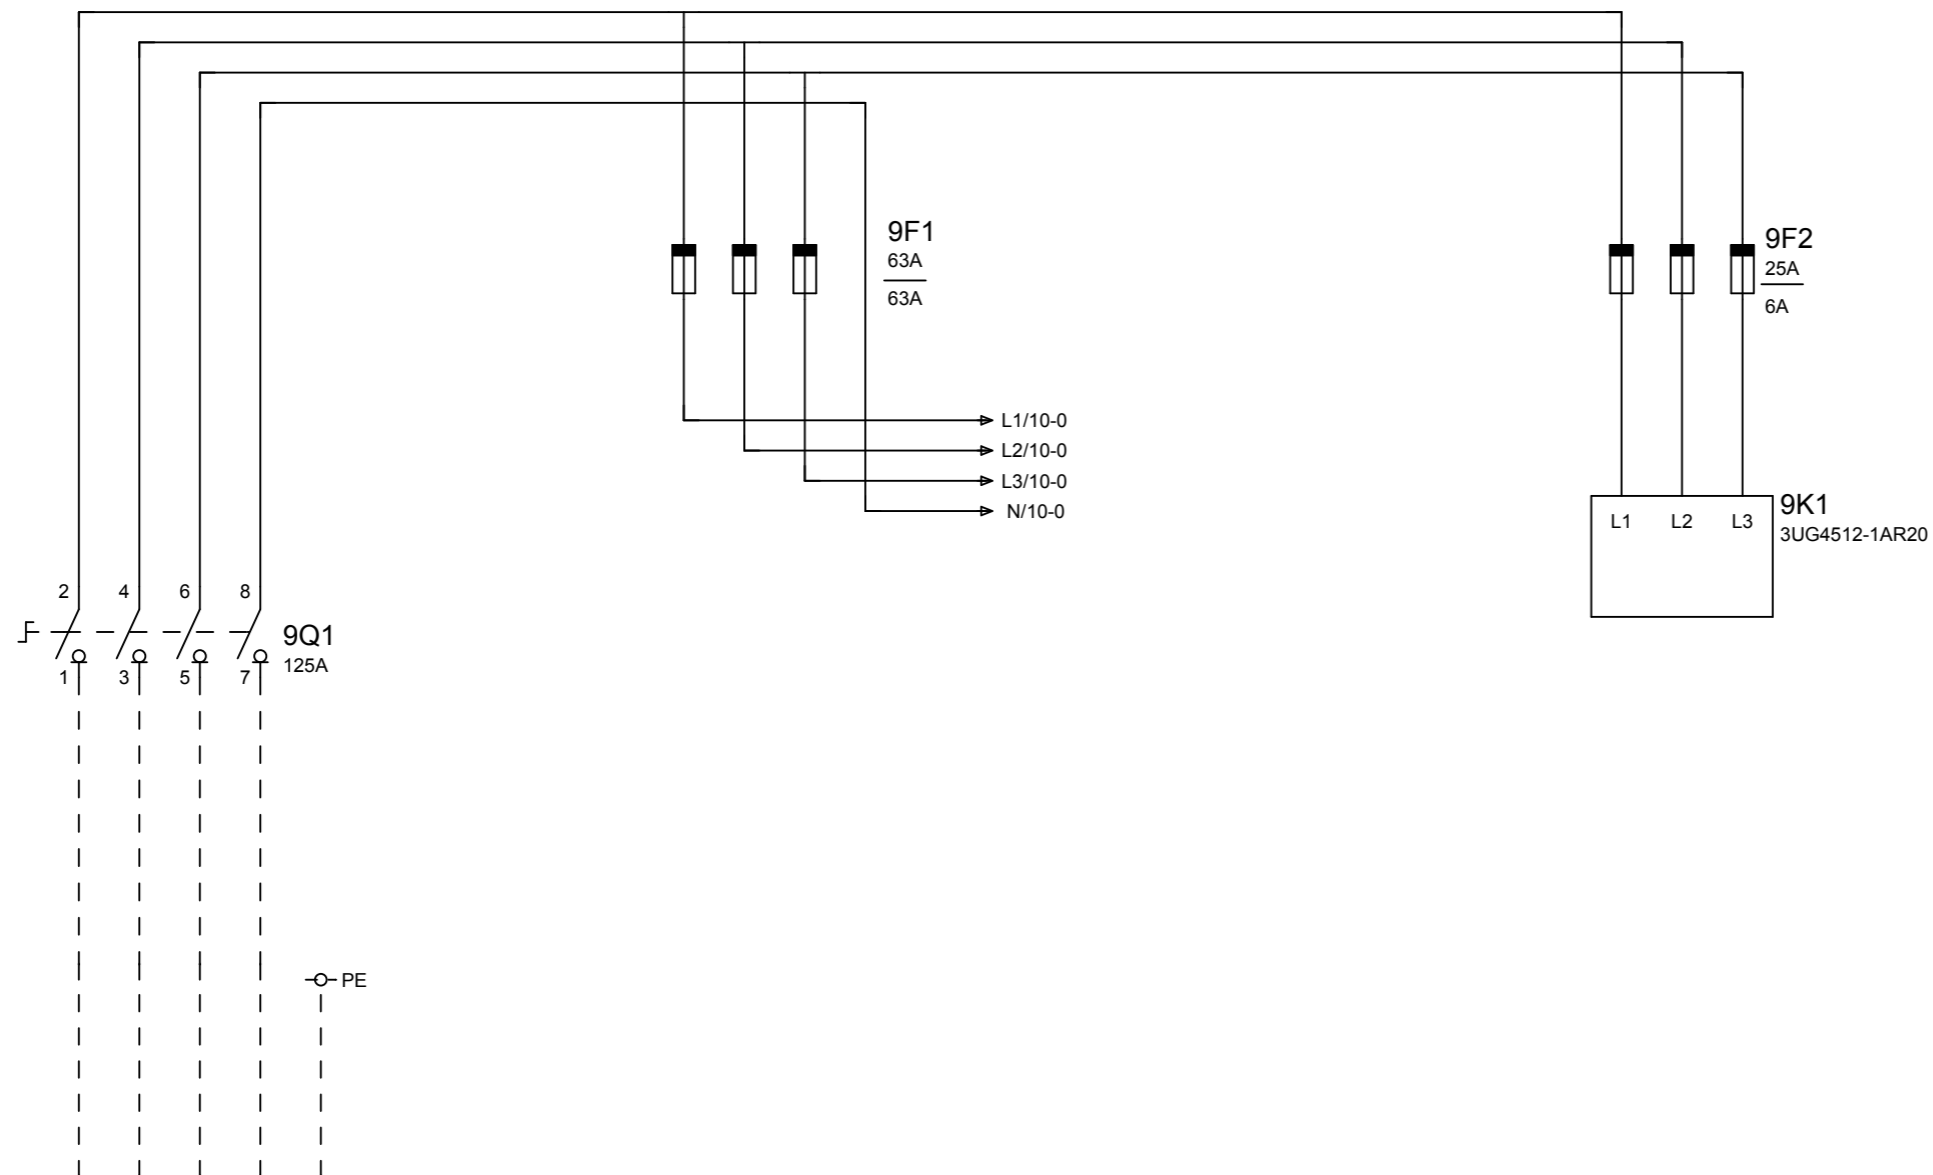 9F1
63A
63A
9F2
25A
6A
L1/10-0
L2/10-0
L3/10-0
N/10-0
L1 L2 L3
9K1
3UG4512-1AR20
2 4 6 8
9Q1
125A
1 3 5 7
PE